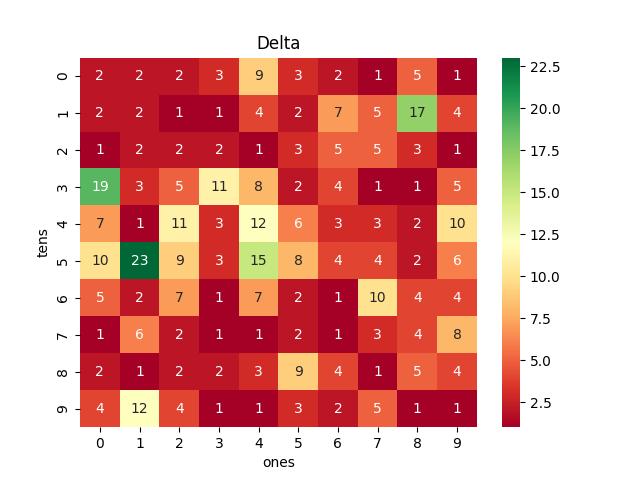 Delta
0 2 2 2 3 9 3 2 1 5 1 22.5
1 2 2 1 1 4 2 7 5 17 4 20.0
2 1 2 2 2 1 3 5 5 3 1 17.5
3 19 3 5 11 8 2 4 1 1 5 15.0
tens
4 7 1 11 3 12 6 3 3 2 10 12.5
5 10 23 9 3 15 8 4 4 2 6 10.0
6 5 2 7 1 7 2 1 10 4 4 7.5
7 1 6 2 1 1 2 1 3 4 8 5.0
8 2 1 2 2 3 9 4 1 5 4
9 4 12 4 1 1 3 2 5 1 1 2.5
0 1 2 3 4 5 6 7 8 9
ones